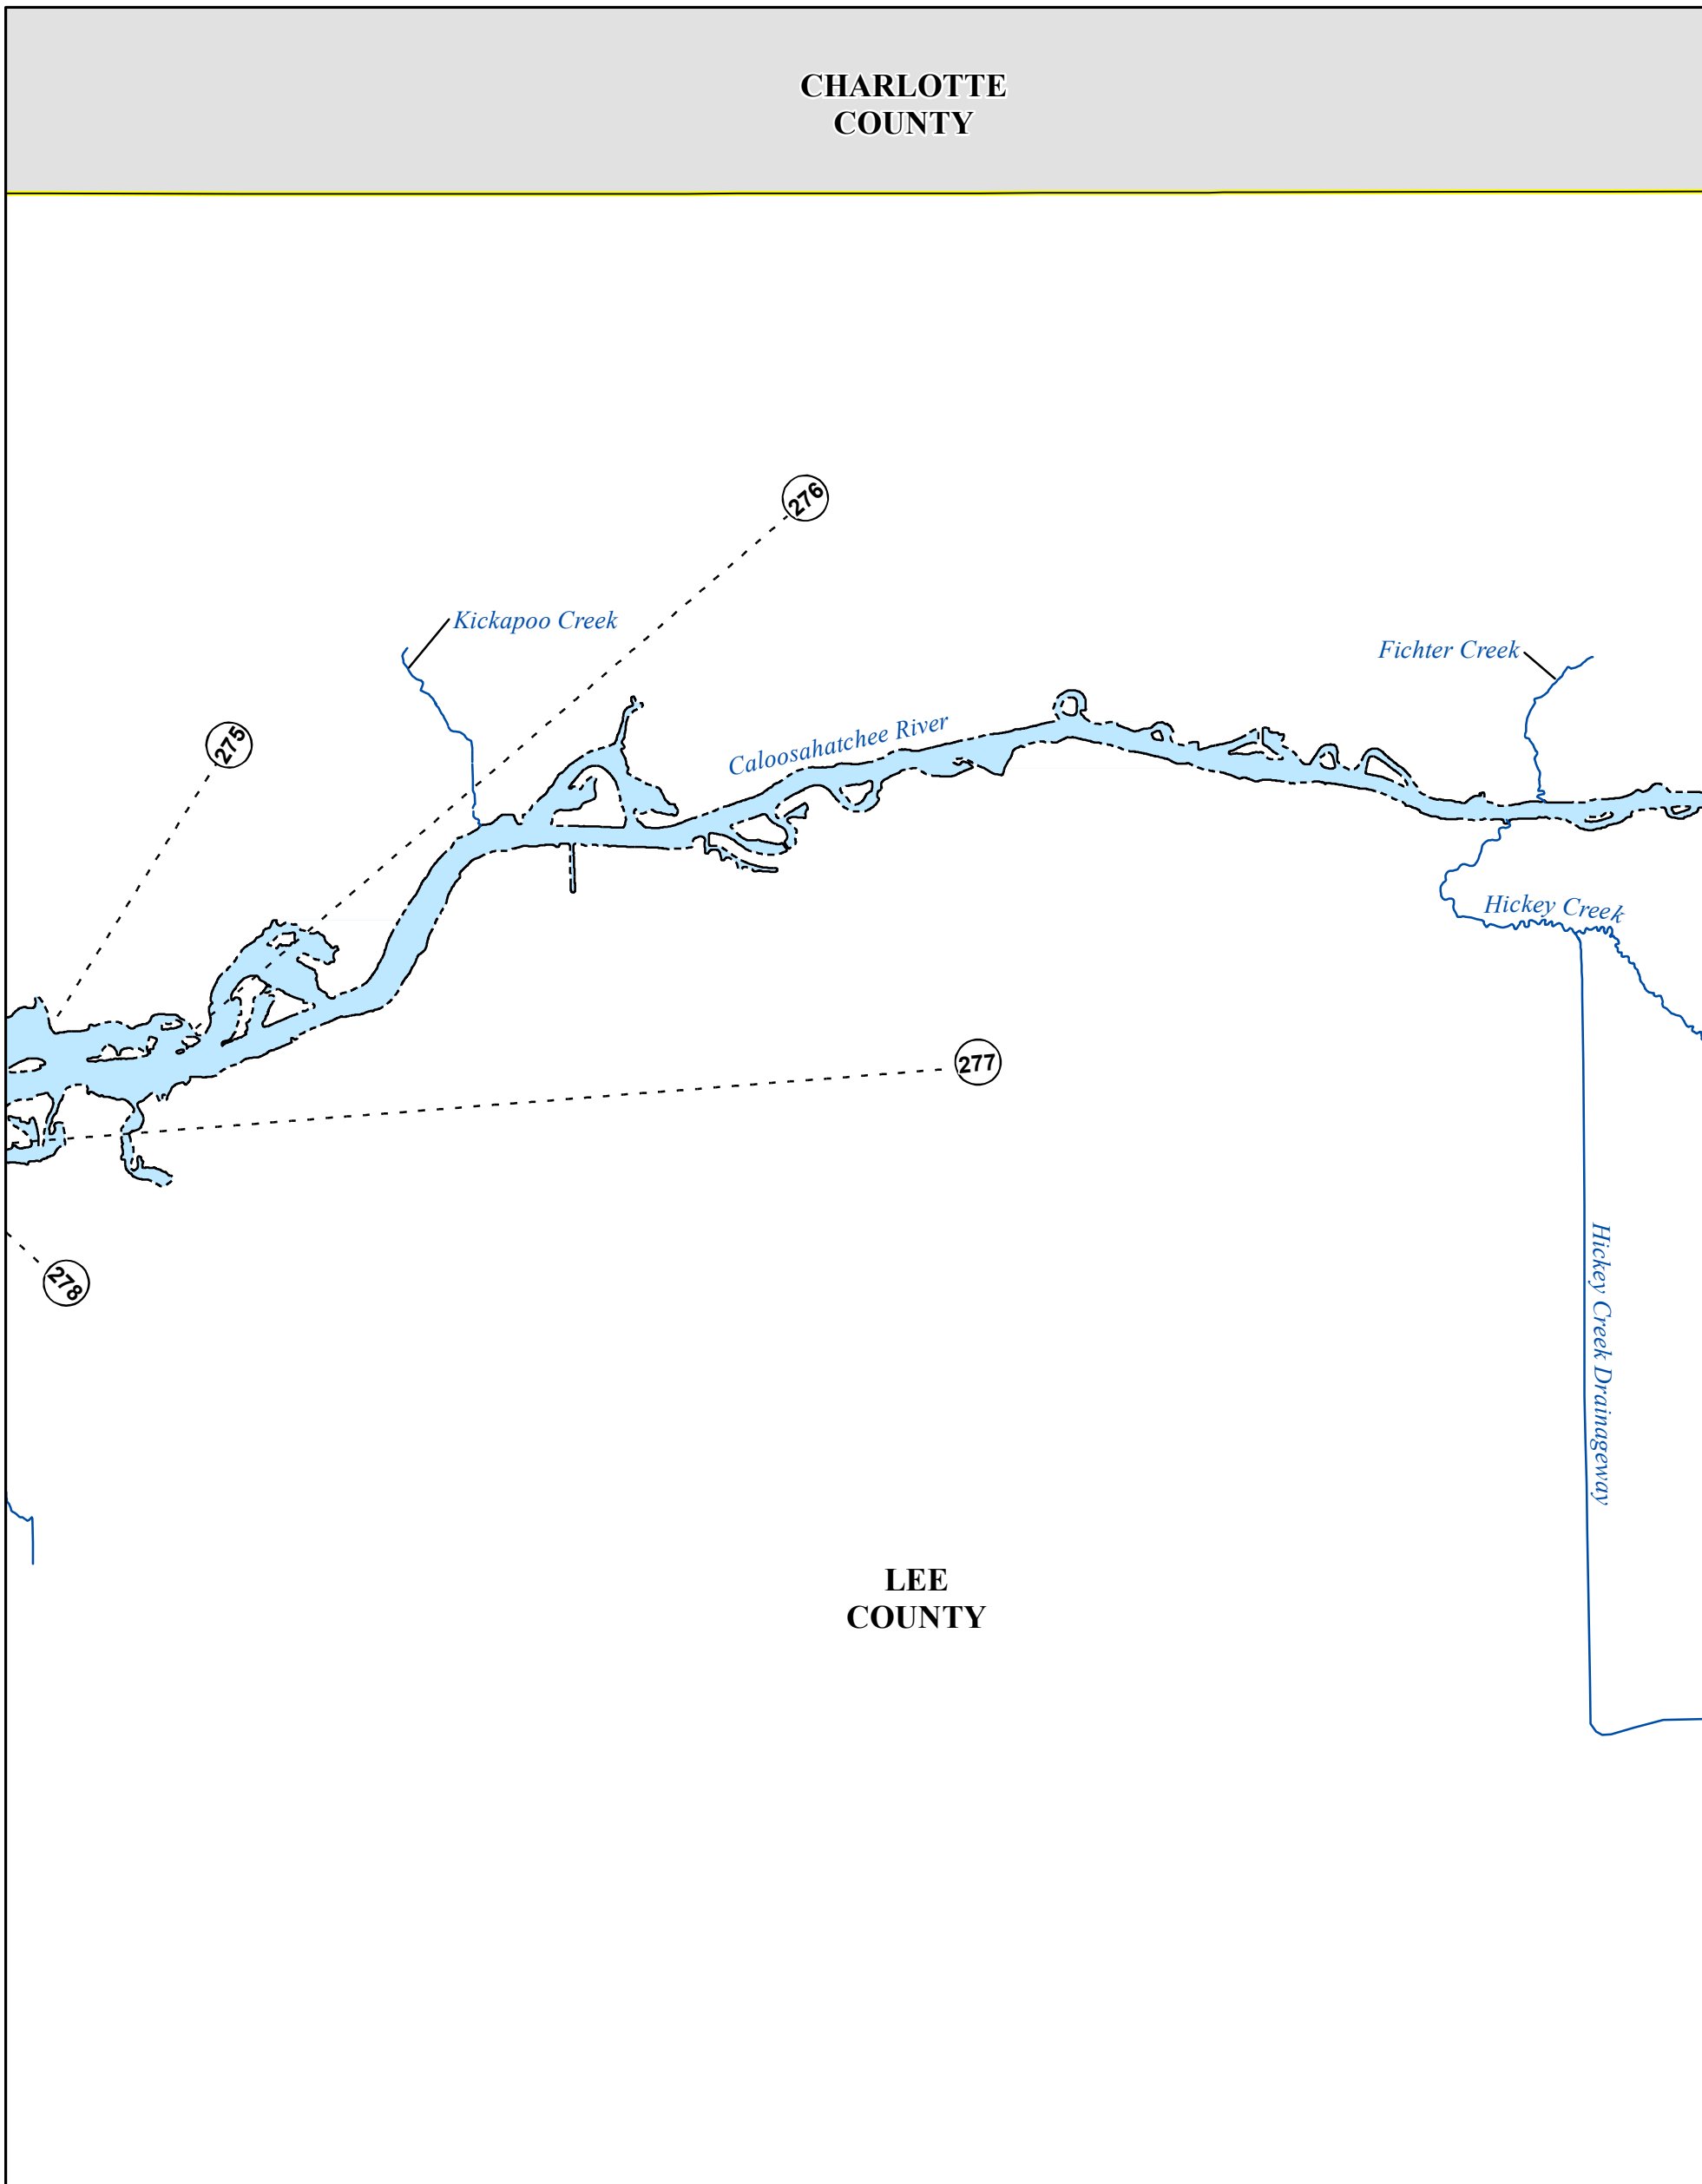 CHARLOTTE
COUNTY
276
Kickapoo Creek
Fichter Creek
275
Caloosahatchee River
Hickey Creek
277
278
Hickey Creek Drainageway
LEE
COUNTY